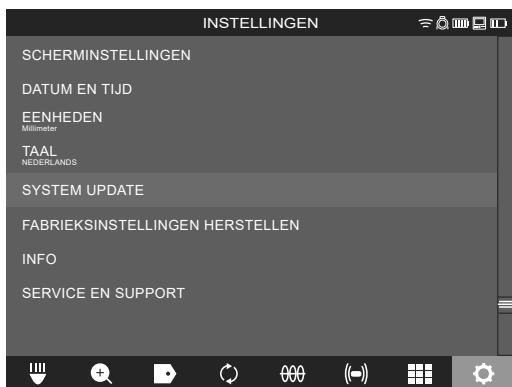 INSTELLINGEN
SCHERMINSTELLINGEN
DATUM EN TIJD
EENHEDEN
Millimeter
TAAL
NEDERLANDS
SYSTEM UPDATE
FABRIEKSINSTELLINGEN HERSTELLEN
INFO
SERVICE EN SUPPORT